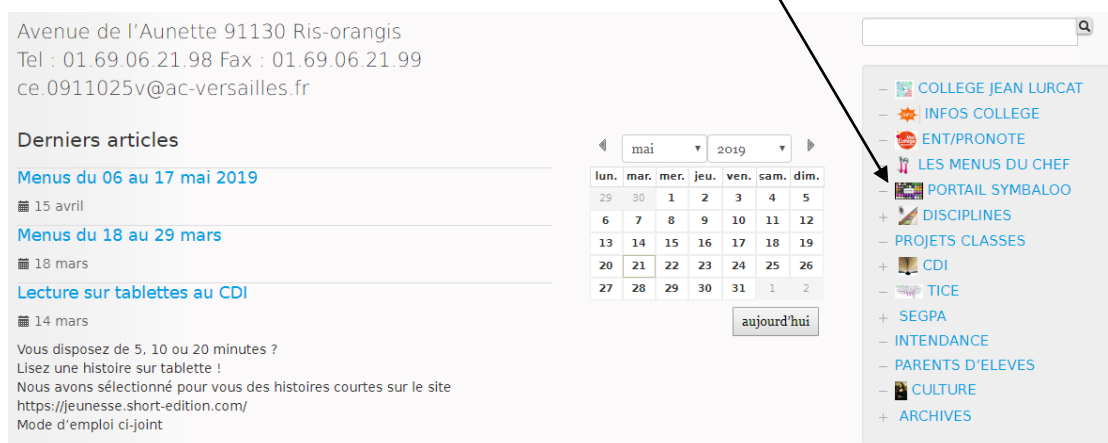 Avenue de l'Aunette 91130 Ris-orangis
Tel : 01.69.06.21.98 Fax : 01.69.06.21.99
ce.0911025v@ac-versailles.fr
Derniers articles
Menus du 06 au 17 mai 2019
15 avril
Menus du 18 au 29 mars
18 mars
Lecture sur tablettes au CDI
14 mars
Vous disposez de 5, 10 ou 20 minutes ?
Lisez une histoire sur tablette !
Nous avons sélectionné pour vous des histoires courtes sur le site
https://jeunesse.short-edition.com/
Mode d'emploi ci-joint
mai 2019
lun. mar. mer. jeu. ven. sam. dim.
29 30 1 2 3 4 5
6 7 8 9 10 11 12
13 14 15 16 17 18 19
20 21 22 23 24 25 26
27 28 29 30 31 1 2
aujourd'hui
– COLLEGE JEAN LURCAT
– INFOS COLLEGE
– ENT/PRONOTE
LES MENUS DU CHEF
– PORTAIL SYMBALOO
+ DISCIPLINES
– PROJETS CLASSES
+ CDI
– TICE
+ SEGPA
– INTENDANCE
– PARENTS D'ELEVES
– CULTURE
+ ARCHIVES